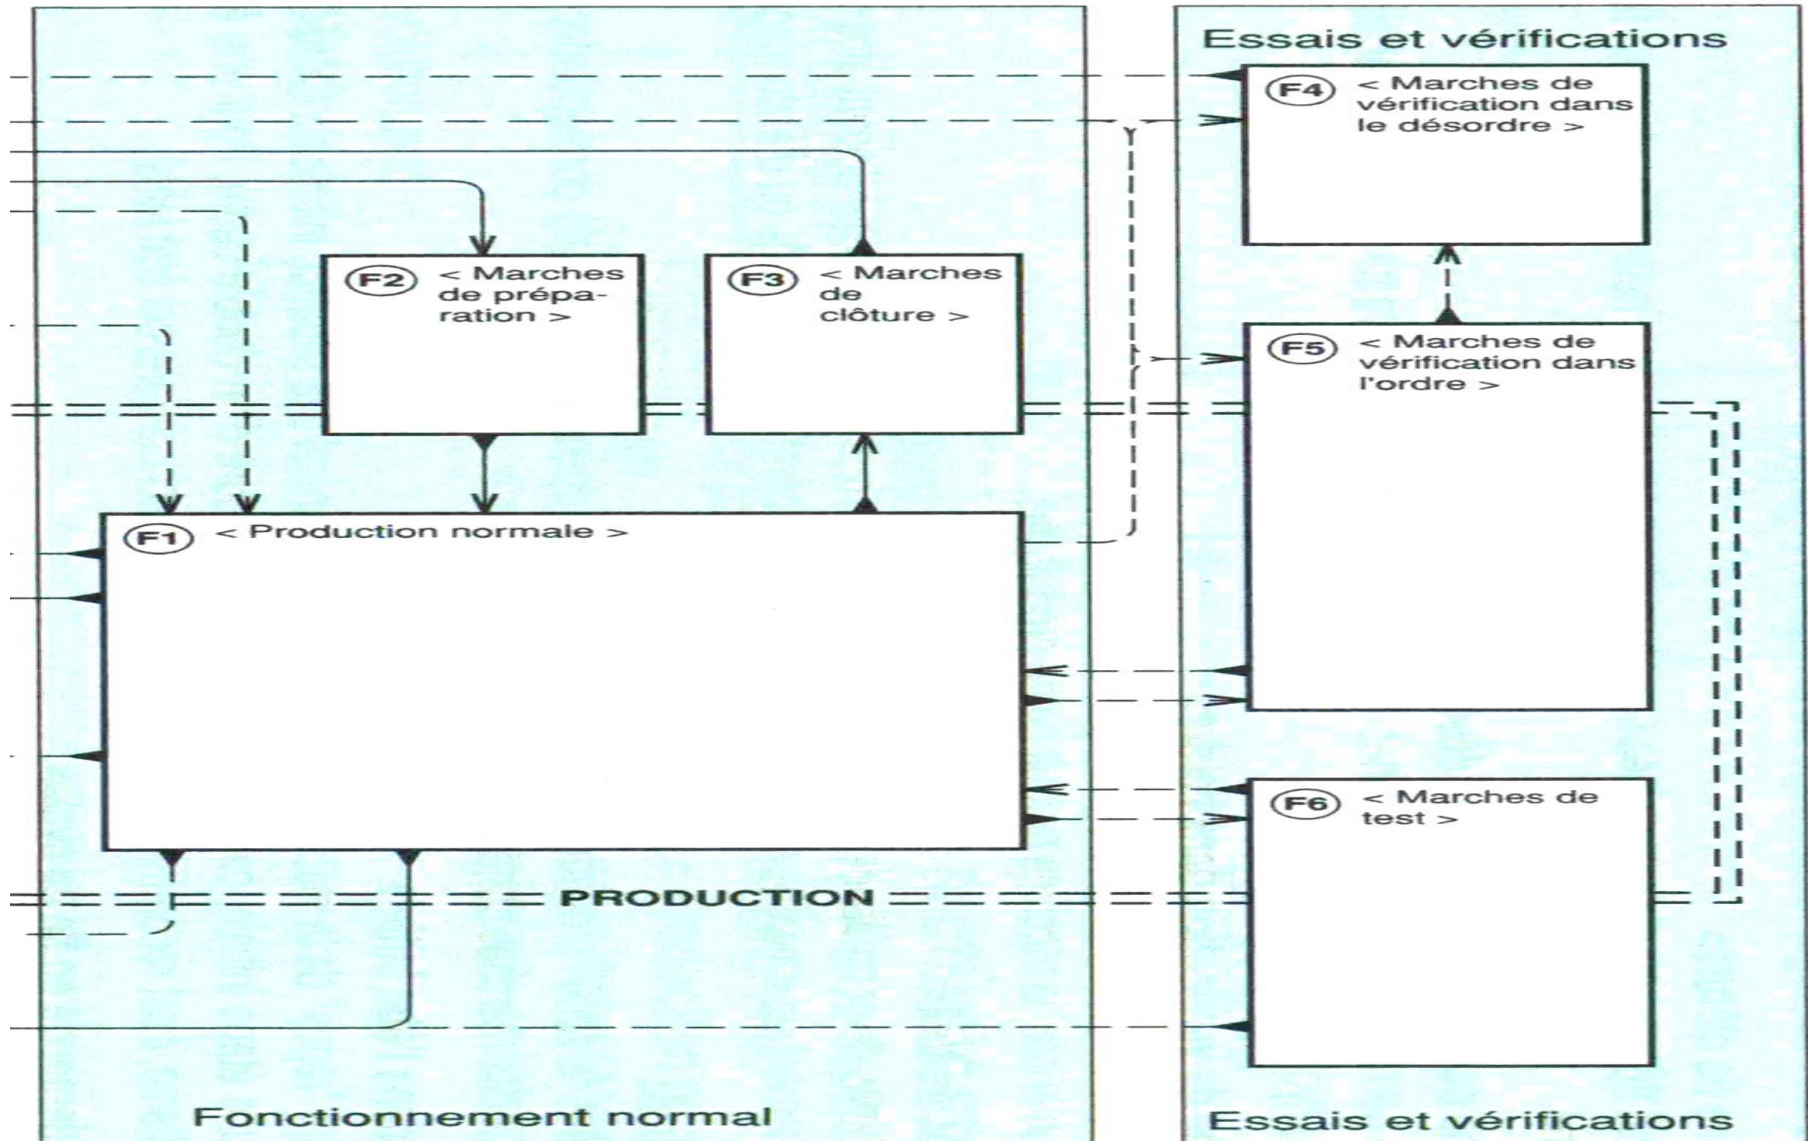 Essais et vérifications
F4 < Marches de
vérification dans
le désordre >
F2 < Marches
de prépa-
ration >
F3 < Marches
de
clôture >
F5 < Marches de
vérification dans
l'ordre >
F1 < Production normale >
F6 < Marches de
test >
PRODUCTION
Fonctionnement normal
Essais et vérifications